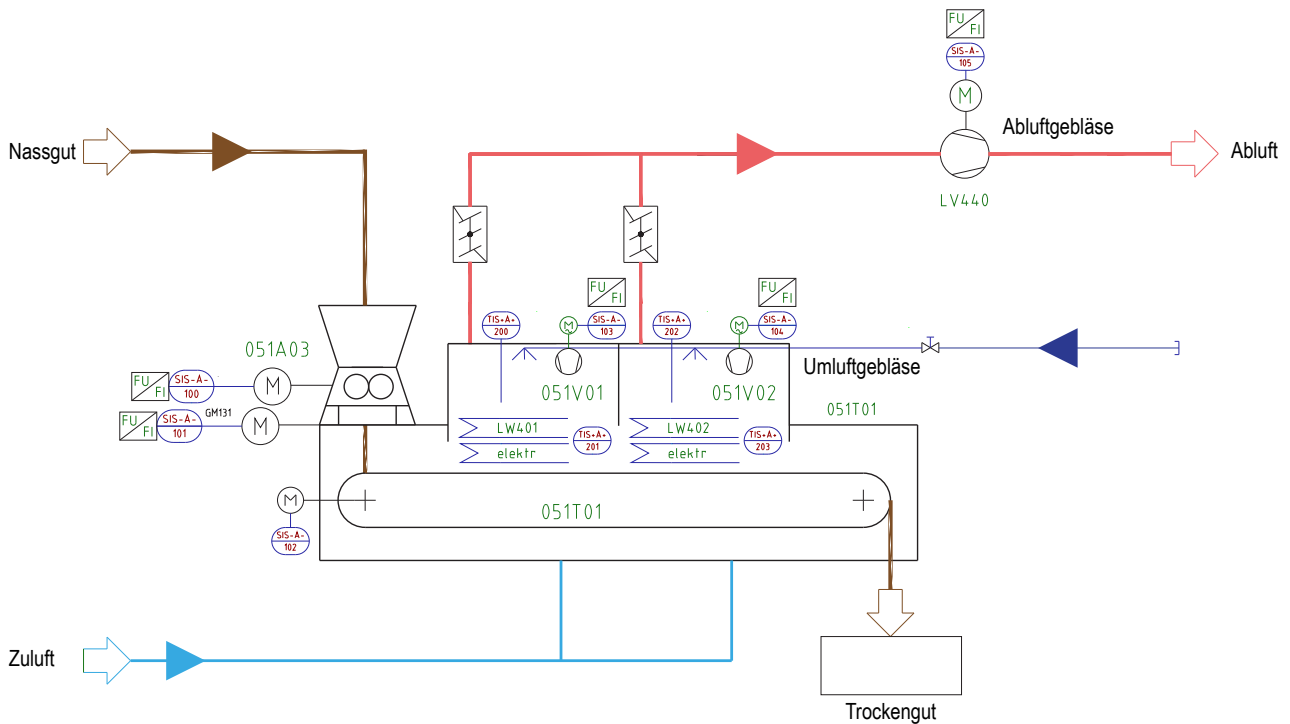 FU
FI
SIS-A-
105
M
Abluftgebläse
Nassgut
Abluft
LV440
FU
FI
FU
FI
TIS+A+
200
M
SIS-A-
103
TIS+A+
202
M
SIS-A-
104
051A03
Umluftgebläse
FU
FI
SIS-A-
100
M
051V01
051V02
051T01
FU
FI
SIS-A-
101
GM131
M
LW401
TIS+A+
201
LW402
TIS+A+
203
elektr
elektr
M
051T01
SIS-A-
102
Zuluft
Trockengut